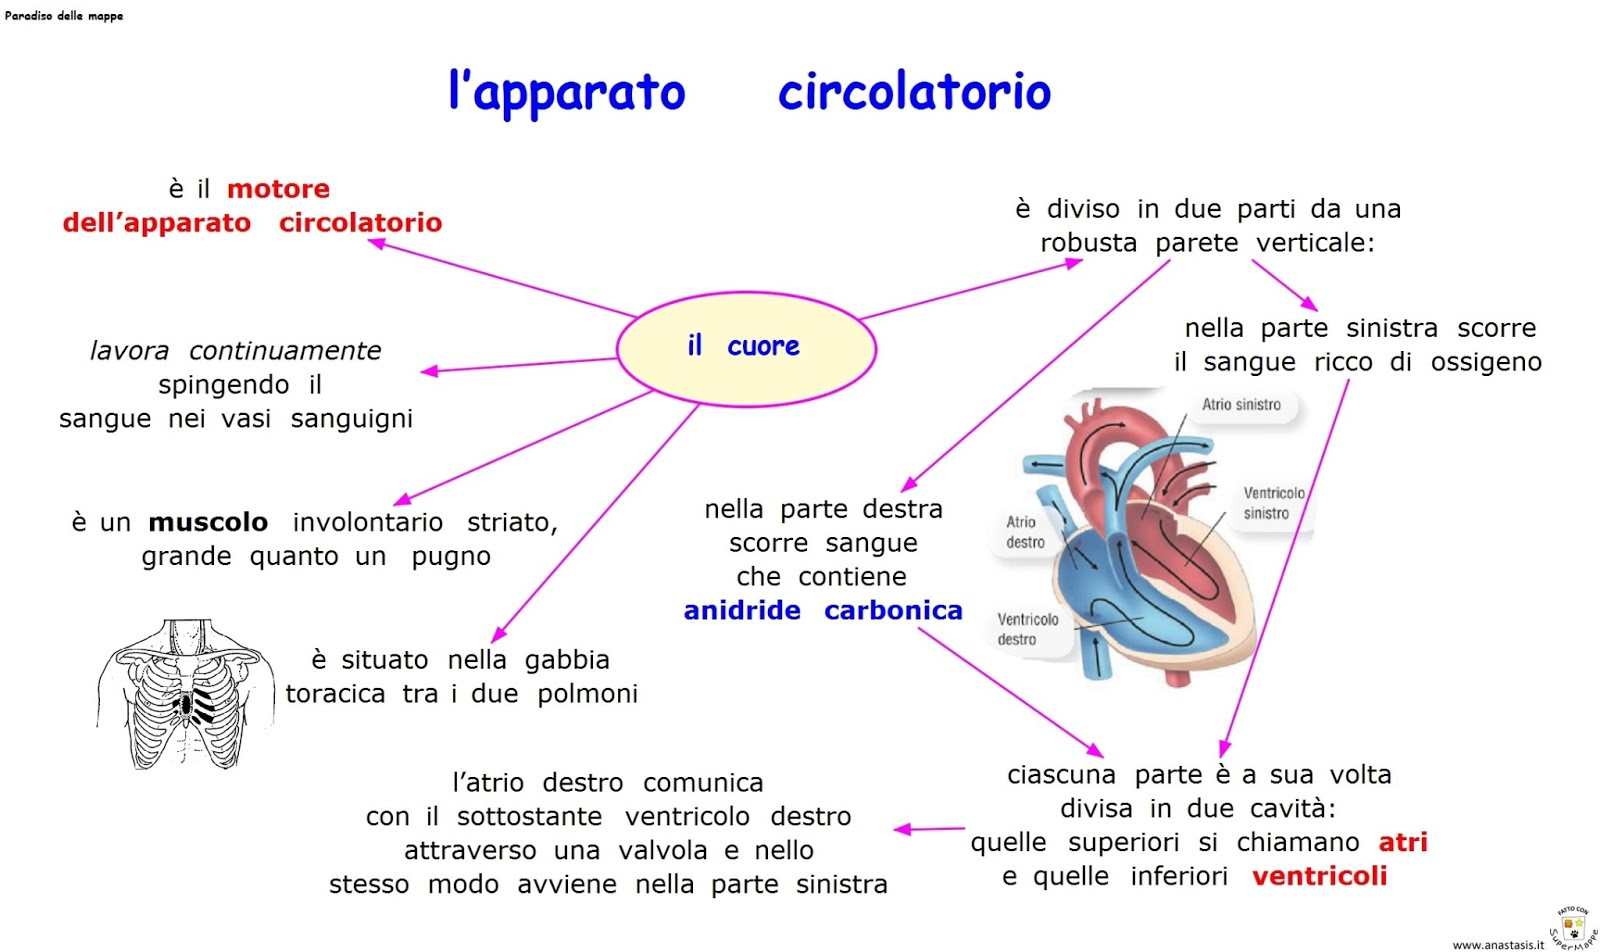 Paradiso delle mappe
l'apparato circolatorio
è il motore
dell'apparato circolatorio
lavora continuamente
spingendo il
sangue nei vasi sanguigni
è un muscolo involontario striato,
grande quanto un pugno
è situato nella gabbia
toracica tra i due polmoni
il cuore
è diviso in due parti da una
robusta parete verticale:
nella parte sinistra scorre
il sangue ricco di ossigeno
nella parte destra
scorre sangue
che contiene
anidride carbonica
Atrio sinistro
Ventricolo
sinistro
Atrio
destro
Ventricolo
destro
ciascuna parte è a sua volta
divisa in due cavità:
quelle superiori si chiamano atri
e quelle inferiori ventricoli
l'atrio destro comunica
con il sottostante ventricolo destro
attraverso una valvola e nello
stesso modo avviene nella parte sinistra
www.anastasis.it
FATTO CON
SuperMappe